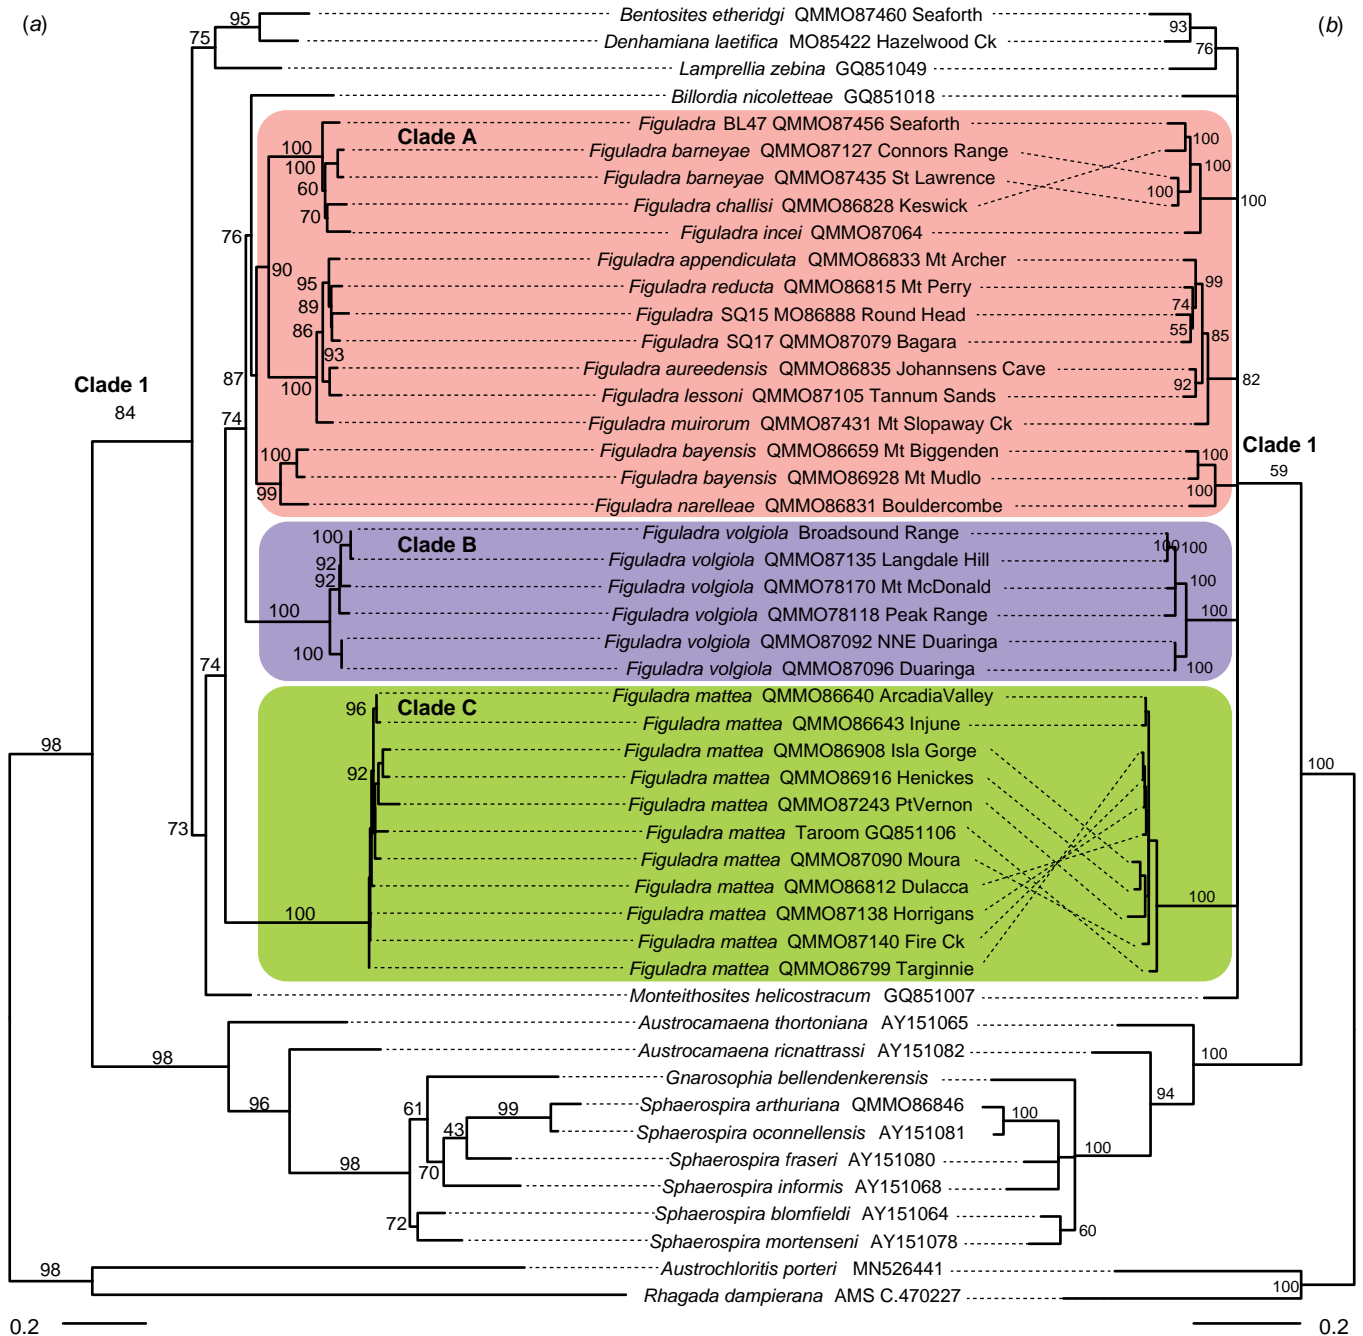 (a)
(b)
Bentosites etheridgi QMMO87460 Seaforth
Denhamiana laetifica MO85422 Hazelwood Ck
Lamprellia zebina GQ851049
Billordia nicoletteae GQ851018
Clade A
Figuladra BL47 QMMO87456 Seaforth
Figuladra barneyae QMMO87127 Connors Range
Figuladra barneyae QMMO87435 St Lawrence
Figuladra challisi QMMO86828 Keswick
Figuladra incei QMMO87064
Figuladra appendiculata QMMO86833 Mt Archer
Figuladra reducta QMMO86815 Mt Perry
Figuladra SQ15 MO86888 Round Head
Figuladra SQ17 QMMO87079 Bagara
Figuladra aureedensis QMMO86835 Johannsens Cave
Figuladra lessoni QMMO87105 Tannum Sands
Figuladra muirorum QMMO87431 Mt Slopaway Ck
Figuladra bayensis QMMO86659 Mt Biggenden
Figuladra bayensis QMMO86928 Mt Mudlo
Figuladra narelleae QMMO86831 Bouldercombe
Clade B
Figuladra volgiola Broadsound Range
Figuladra volgiola QMMO87135 Langdale Hill
Figuladra volgiola QMMO78170 Mt McDonald
Figuladra volgiola QMMO78118 Peak Range
Figuladra volgiola QMMO87092 NNE Duaringa
Figuladra volgiola QMMO87096 Duaringa
Clade C
Figuladra mattea QMMO86640 ArcadiaValley
Figuladra mattea QMMO86643 Injune
Figuladra mattea QMMO86908 Isla Gorge
Figuladra mattea QMMO86916 Henickes
Figuladra mattea QMMO87243 PtVernon
Figuladra mattea Taroom GQ851106
Figuladra mattea QMMO87090 Moura
Figuladra mattea QMMO86812 Dulacca
Figuladra mattea QMMO87138 Horrigans
Figuladra mattea QMMO87140 Fire Ck
Figuladra mattea QMMO86799 Targinnie
Monteithosites helicostracum GQ851007
Austrocamaena thortoniana AY151065
Austrocamaena ricnattrassi AY151082
Gnarosophia bellendenkerensis
Sphaerospira arthuriana QMMO86846
Sphaerospira oconnellensis AY151081
Sphaerospira fraseri AY151080
Sphaerospira informis AY151068
Sphaerospira blomfieldi AY151064
Sphaerospira mortenseni AY151078
Austrochloritis porteri MN526441
Rhagada dampierana AMS C.470227
95
75
100
100
60
70
76
90
95
89
86
93
100
87
Clade 1
84
74
100
99
100
92
92
100
100
74
96
92
100
98
73
98
96
61
99
43
98
70
72
98
0.2
93
76
100
100
100
100
99
74
55
85
92
82
Clade 1
59
100
100
100
100
100
100
100
100
100
100
94
100
100
60
100
0.2